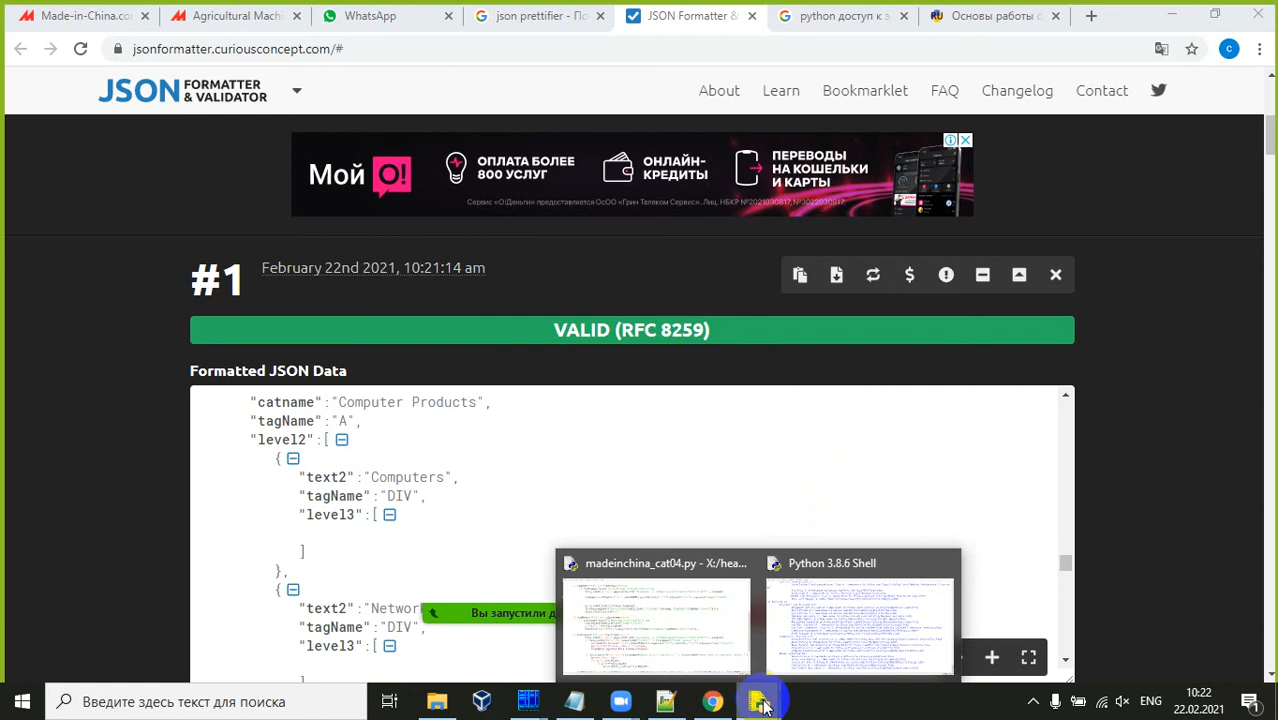 Made-in-China.co
Agricultural Machi
WhatsApp
json prettifier - По
JSON Formatter &
python доступ к э
Основы работы с
jsonformatter.curiousconcept.com/#
C
JSON FORMATTER & VALIDATOR
About
Learn
Bookmarklet
FAQ
Changelog
Contact
Мой О!
ОПЛАТА БОЛЕЕ
800 УСЛУГ
ОНЛАЙН-
КРЕДИТЫ
ПЕРЕВОДЫ
НА КОШЕЛЬКИ
И КАРТЫ
#1
February 22nd 2021, 10:21:14 am
VALID (RFC 8259)
Formatted JSON Data
"catname":"Computer Products",
"tagName":"A",
"level2":[
{
"text2":"Computers",
"tagName":"DIV",
"level3":[
]
},
{
"text2":"Networ
"tagName":"DIV"
"level3":[
]
Вы запустили д
madeinchina_cat04.py - X:/hea...
Python 3.8.6 Shell
Введите здесь текст для поиска
ENG
10:22
22.02.2021
1